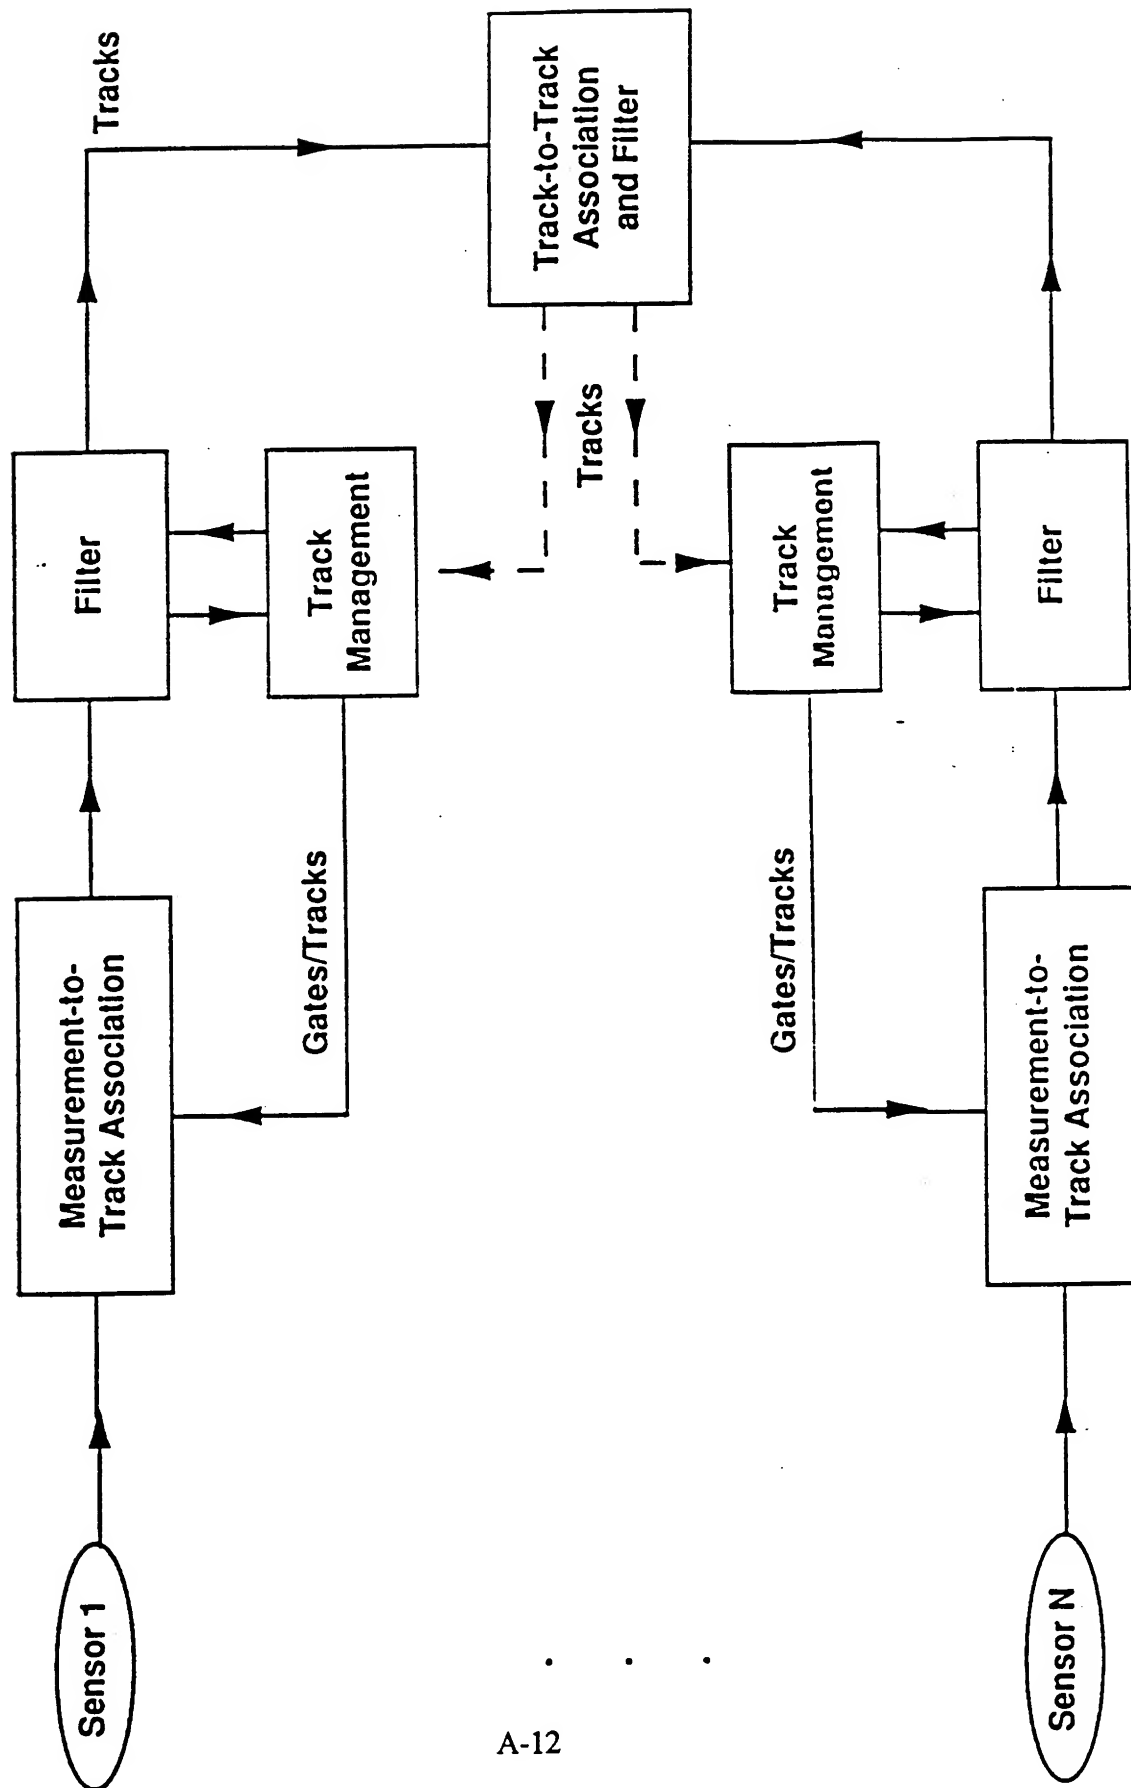 Sensor 1
Measurement-to-
Track Association
Filter
Tracks
Track
Management
Gates/Tracks
Track-to-Track
Association
and Filter
Tracks
. . .
Gates/Tracks
Track
Management
Sensor N
Measurement-to-
Track Association
Filter
A-12